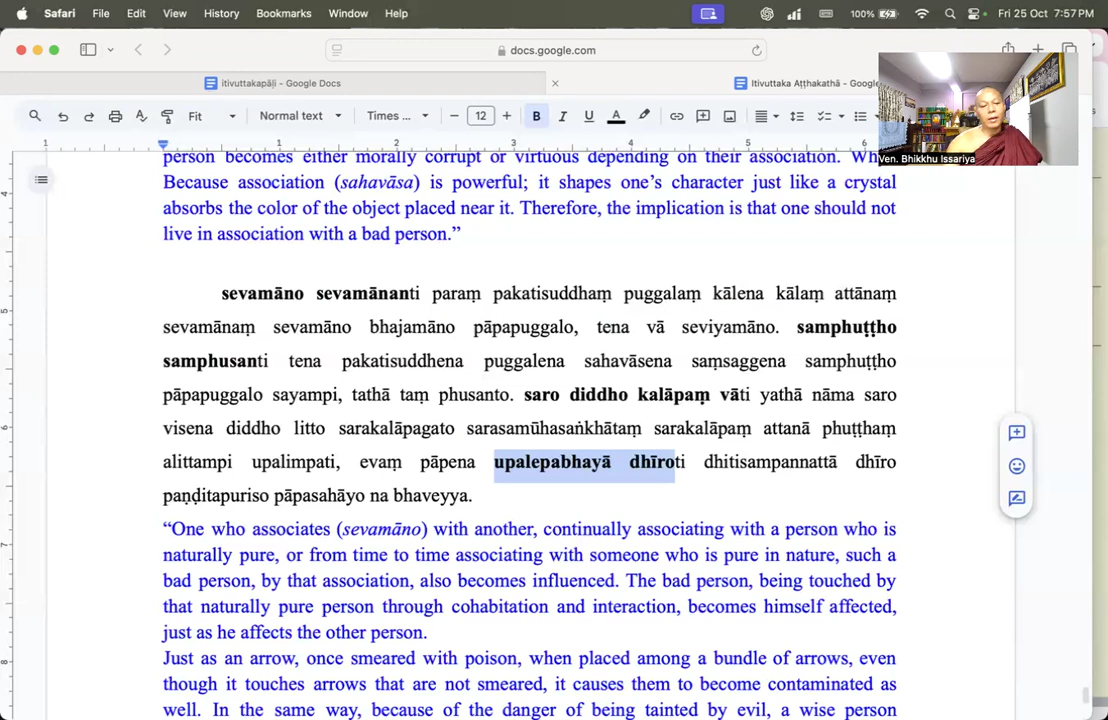 Safari File Edit View History Bookmarks Window Help 100% Fri 25 Oct 7:57 PM
docs.google.com
itivuttakapāḷi - Google Docs
Itivuttaka Aṭṭhakathā - Google
Fit Normal text Times ... 12 B I U A
Ven. Bhikkhu Issariya
1 1 2 3 4 5 6
person becomes either morally corrupt or virtuous depending on their association.
Because association (sahavāsa) is powerful; it shapes one's character just like a crystal
absorbs the color of the object placed near it. Therefore, the implication is that one should not
live in association with a bad person.”
sevamāno sevamānanti paraṃ pakatisuddhaṃ puggalaṃ kālena kālaṃ attānaṃ
sevamānaṃ sevamāno bhajamāno pāpapuggalo, tena vā seviyamāno. samphuṭṭho
samphusanti tena pakatisuddhena puggalena sahavāsena saṃsaggena samphuṭṭho
pāpapuggalo sayampi, tathā taṃ phusanto. saro diddho kalāpaṃ vāti yathā nāma saro
visena diddho litto sarakalāpagato sarasamūhasaṅkhātaṃ sarakalāpaṃ attanā phuṭṭhaṃ
alittampi upalimpati, evaṃ pāpena upalepabhayā dhīroti dhitisampannattā dhīro
paṇḍitapuriso pāpasahāyo na bhaveyya.
“One who associates (sevamāno) with another, continually associating with a person who is
naturally pure, or from time to time associating with someone who is pure in nature, such a
bad person, by that association, also becomes influenced. The bad person, being touched by
that naturally pure person through cohabitation and interaction, becomes himself affected,
just as he affects the other person.
Just as an arrow, once smeared with poison, when placed among a bundle of arrows, even
though it touches arrows that are not smeared, it causes them to become contaminated as
well. In the same way, because of the danger of being tainted by evil, a wise person